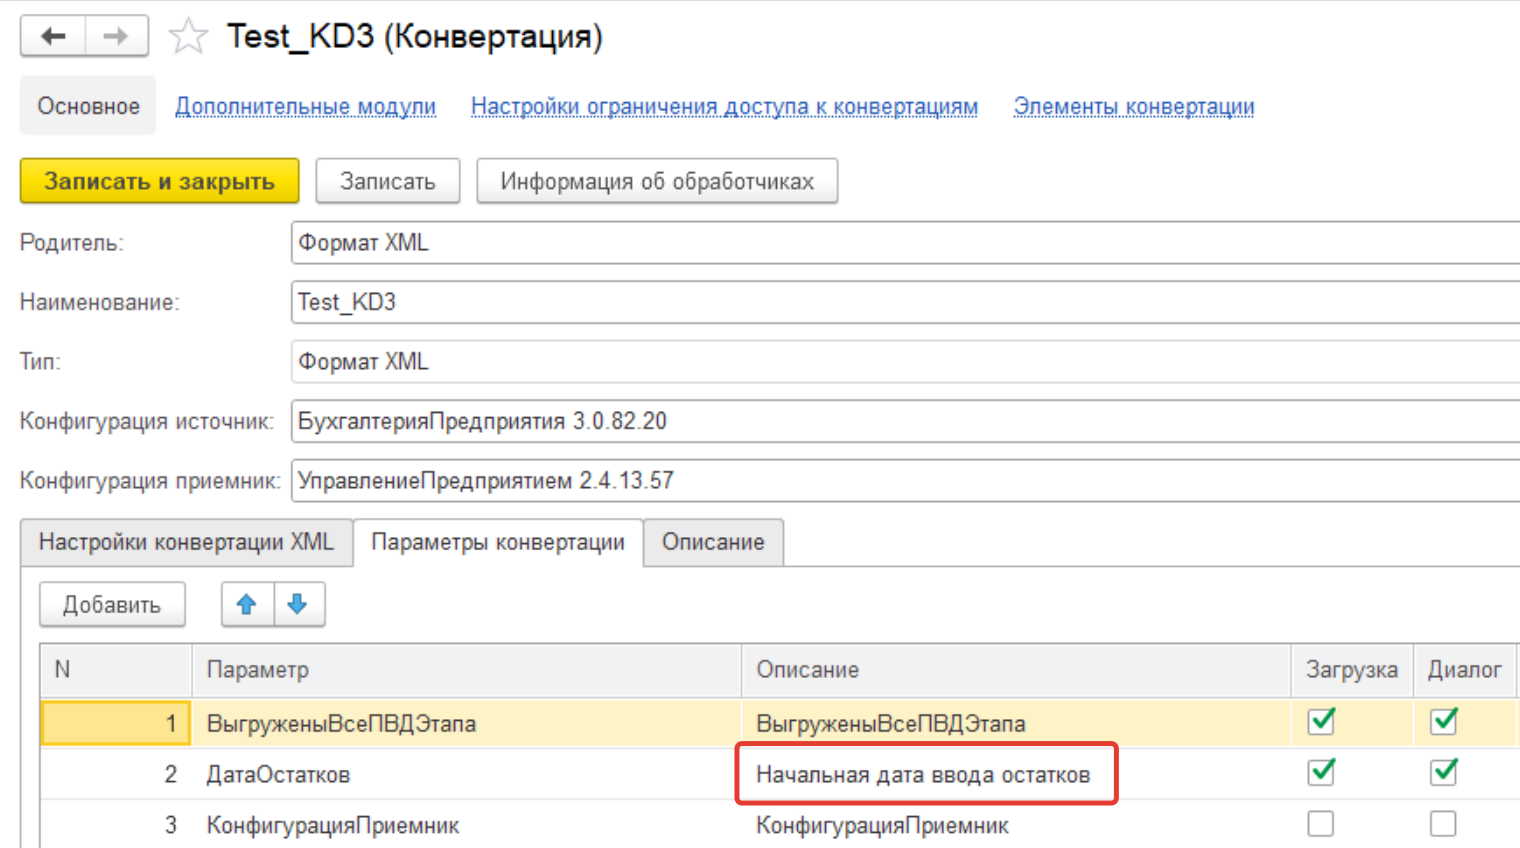 Test_KD3 (Конвертация)
Основное Дополнительные модули Настройки ограничения доступа к конвертациям Элементы конвертации
Записать и закрыть Записать Информация об обработчиках
Родитель: Формат XML
Наименование: Test_KD3
Тип: Формат XML
Конфигурация источник: БухгалтерияПредприятия 3.0.82.20
Конфигурация приемник: УправлениеПредприятием 2.4.13.57
Настройки конвертации XML Параметры конвертации Описание
Добавить
N Параметр Описание Загрузка Диалог
1 ВыгруженыВсеПВДЭтапа ВыгруженыВсеПВДЭтапа
2 ДатаОстатков Начальная дата ввода остатков
3 КонфигурацияПриемник КонфигурацияПриемник